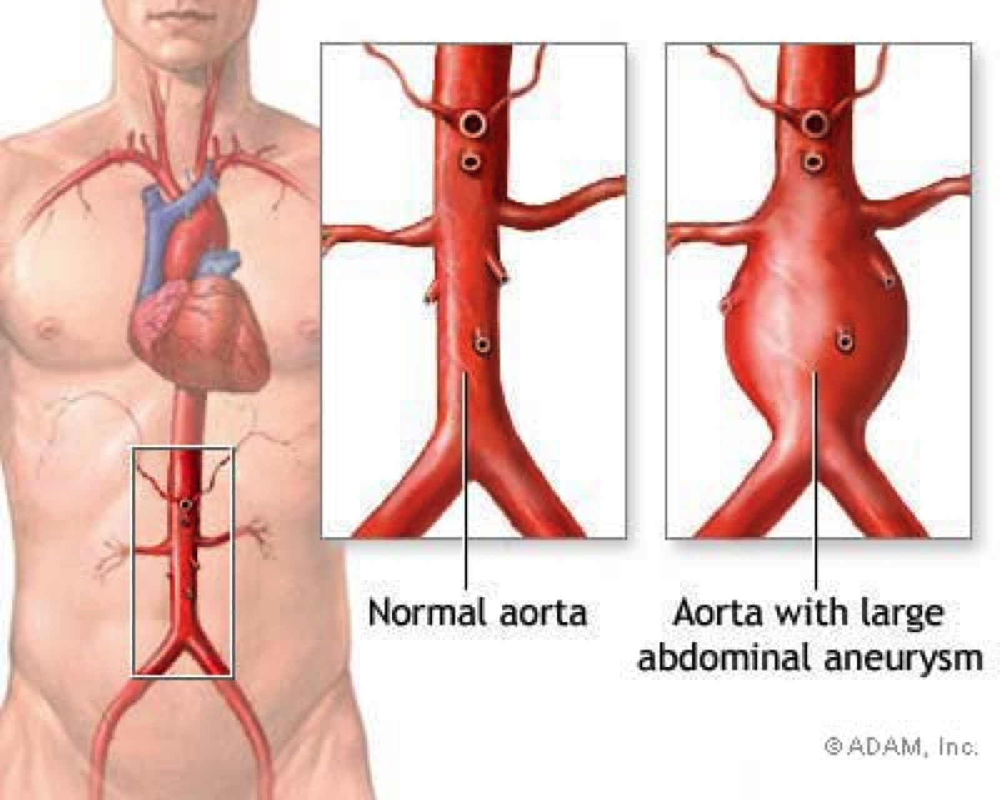 Normal aorta
Aorta with large
abdominal aneurysm
©ADAM, Inc.